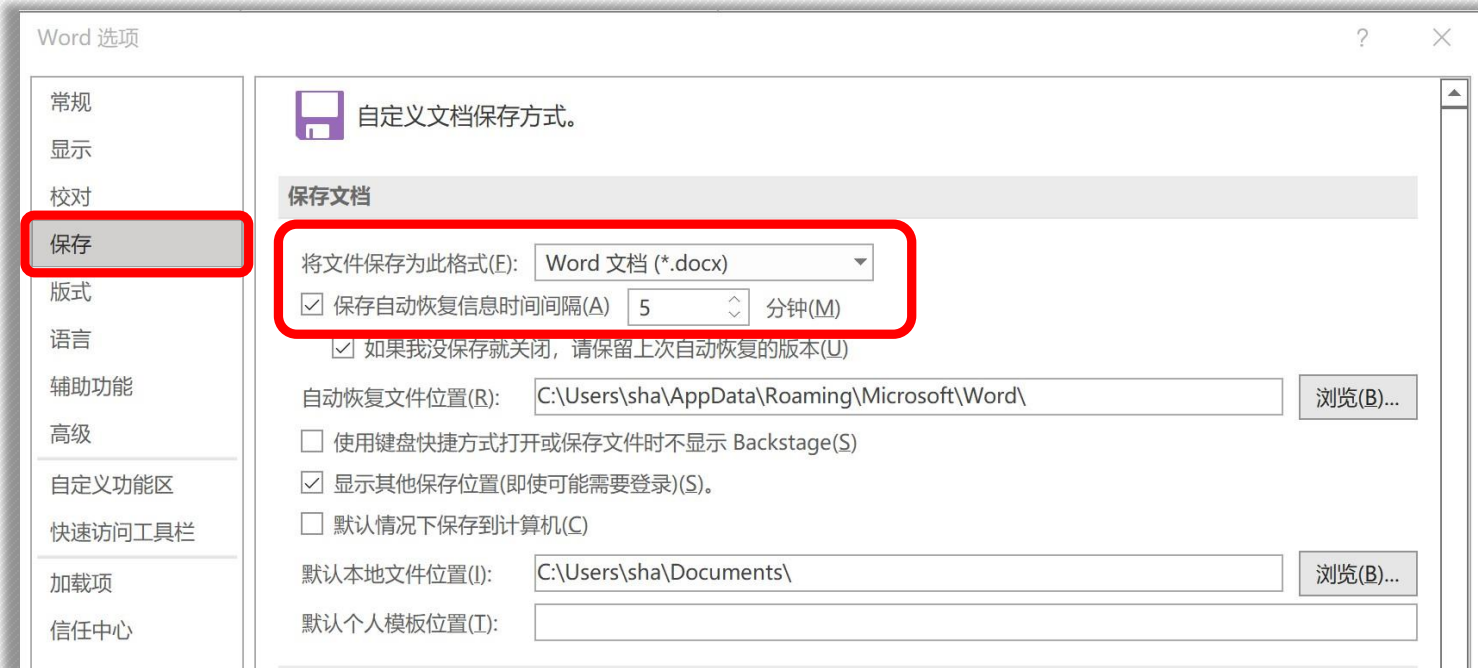 Word 选项
常规
显示
校对
保存
版式
语言
辅助功能
高级
自定义功能区
快速访问工具栏
加载项
信任中心
自定义文档保存方式。
保存文档
将文件保存为此格式(F): Word 文档 (*.docx)
保存自动恢复信息时间间隔(A) 5 分钟(M)
如果我没保存就关闭，请保留上次自动恢复的版本(U)
自动恢复文件位置(R): C:\Users\sha\AppData\Roaming\Microsoft\Word\ 浏览(B)...
使用键盘快捷方式打开或保存文件时不显示 Backstage(S)
显示其他保存位置(即使可能需要登录)(S)。
默认情况下保存到计算机(C)
默认本地文件位置(I): C:\Users\sha\Documents\ 浏览(B)...
默认个人模板位置(T):